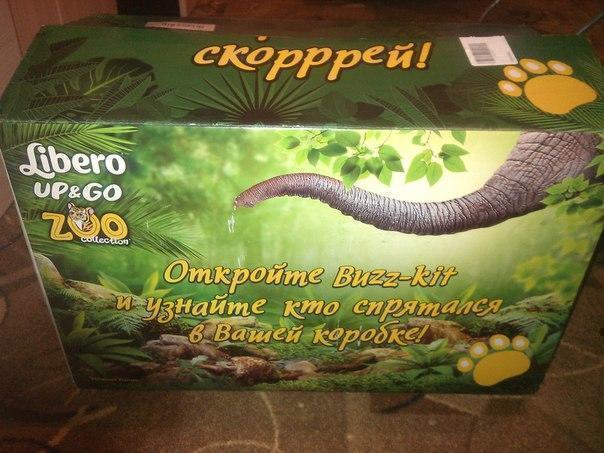 скорррей!
Libero
UP&GO
ZOO
collection
Откройте Buzz-kit
и узнайте кто спрятался
в Вашей коробке!